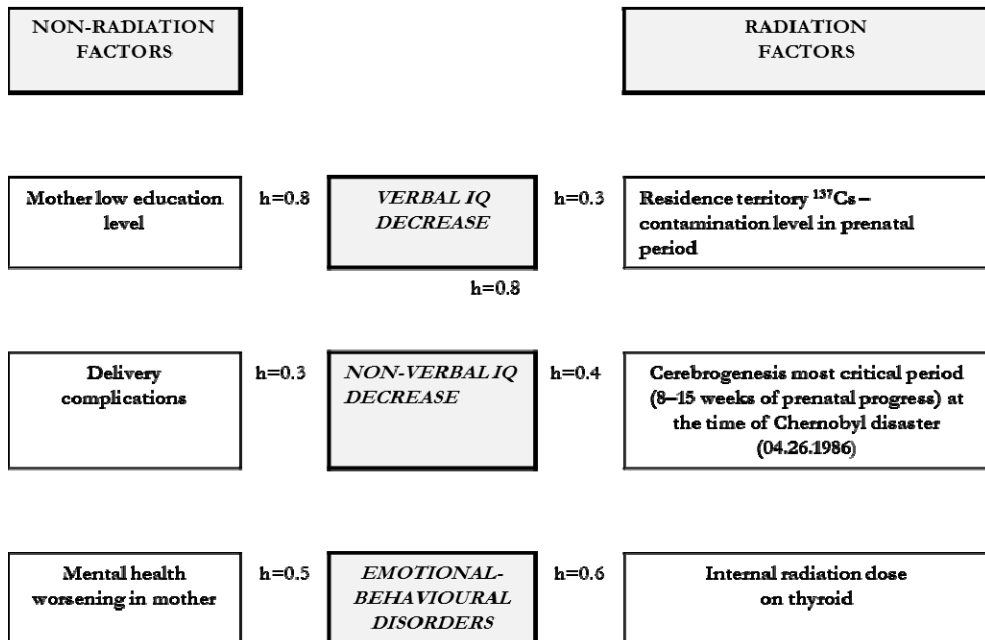 NON-RADIATION
FACTORS
RADIATION
FACTORS
Mother low education
level
h=0.8
VERBAL IQ
DECREASE
h=0.3
Residence territory ¹³⁷Cs–
contamination level in prenatal
period
h=0.8
Delivery
complications
h=0.3
NON-VERBAL IQ
DECREASE
h=0.4
Cerebrogenesis most critical period
(8–15 weeks of prenatal progress) at
the time of Chernobyl disaster
(04.26.1986)
Mental health
worsening in mother
h=0.5
EMOTIONAL-
BEHAVIOURAL
DISORDERS
h=0.6
Internal radiation dose
on thyroid